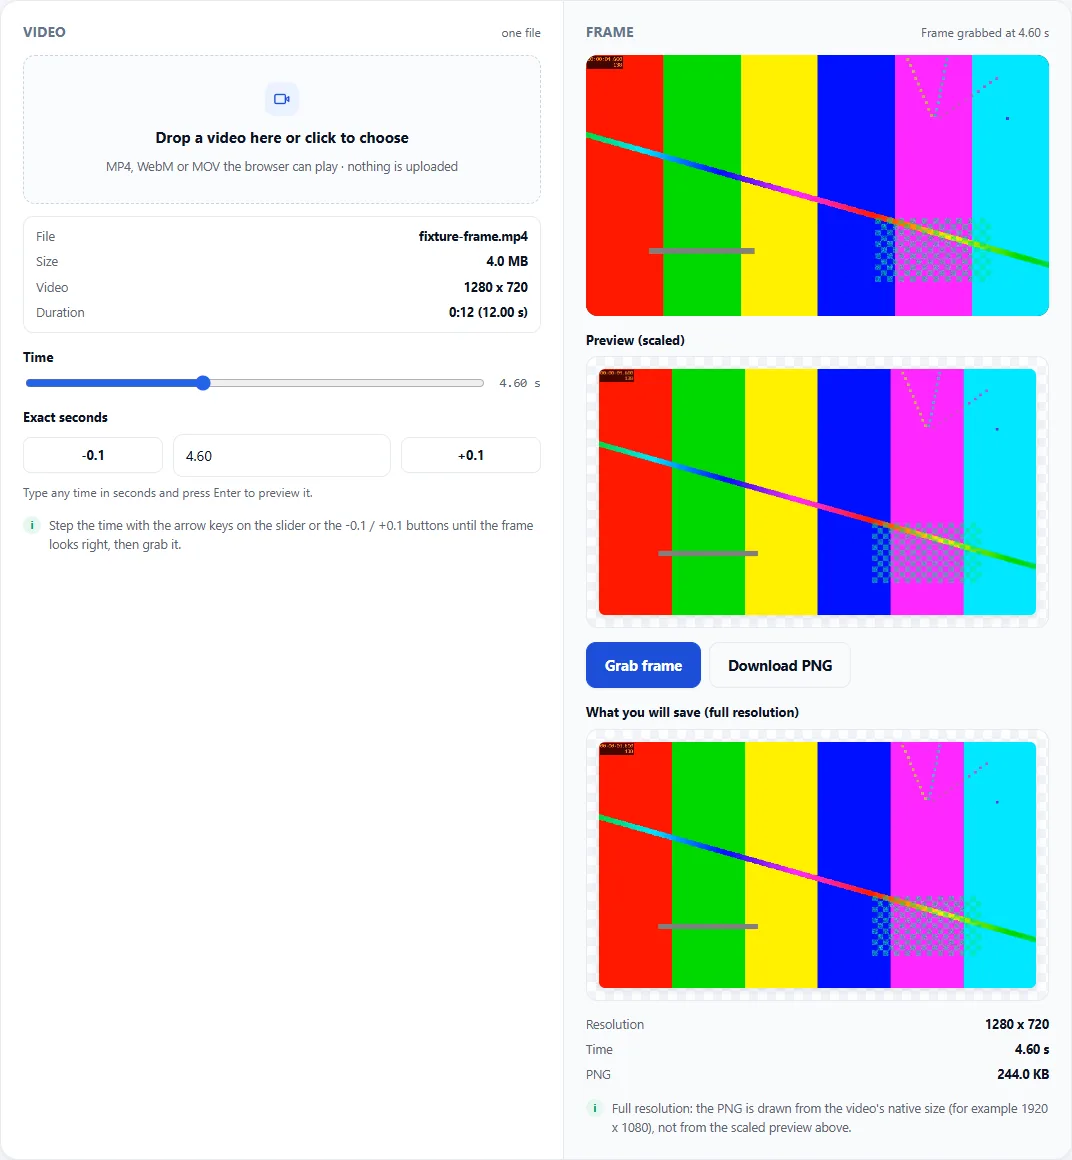 VIDEO
one file
Drop a video here or click to choose
MP4, WebM or MOV the browser can play · nothing is uploaded
File
fixture-frame.mp4
Size
4.0 MB
Video
1280 x 720
Duration
0:12 (12.00 s)
Time
4.60 s
Exact seconds
-0.1
4.60
+0.1
Type any time in seconds and press Enter to preview it.
i
Step the time with the arrow keys on the slider or the -0.1 / +0.1 buttons until the frame
looks right, then grab it.
FRAME
Frame grabbed at 4.60 s
00:00:04.600
138
Preview (scaled)
Grab frame
Download PNG
What you will save (full resolution)
Resolution
1280 x 720
Time
4.60 s
PNG
244.0 KB
i
Full resolution: the PNG is drawn from the video's native size (for example 1920
x 1080), not from the scaled preview above.